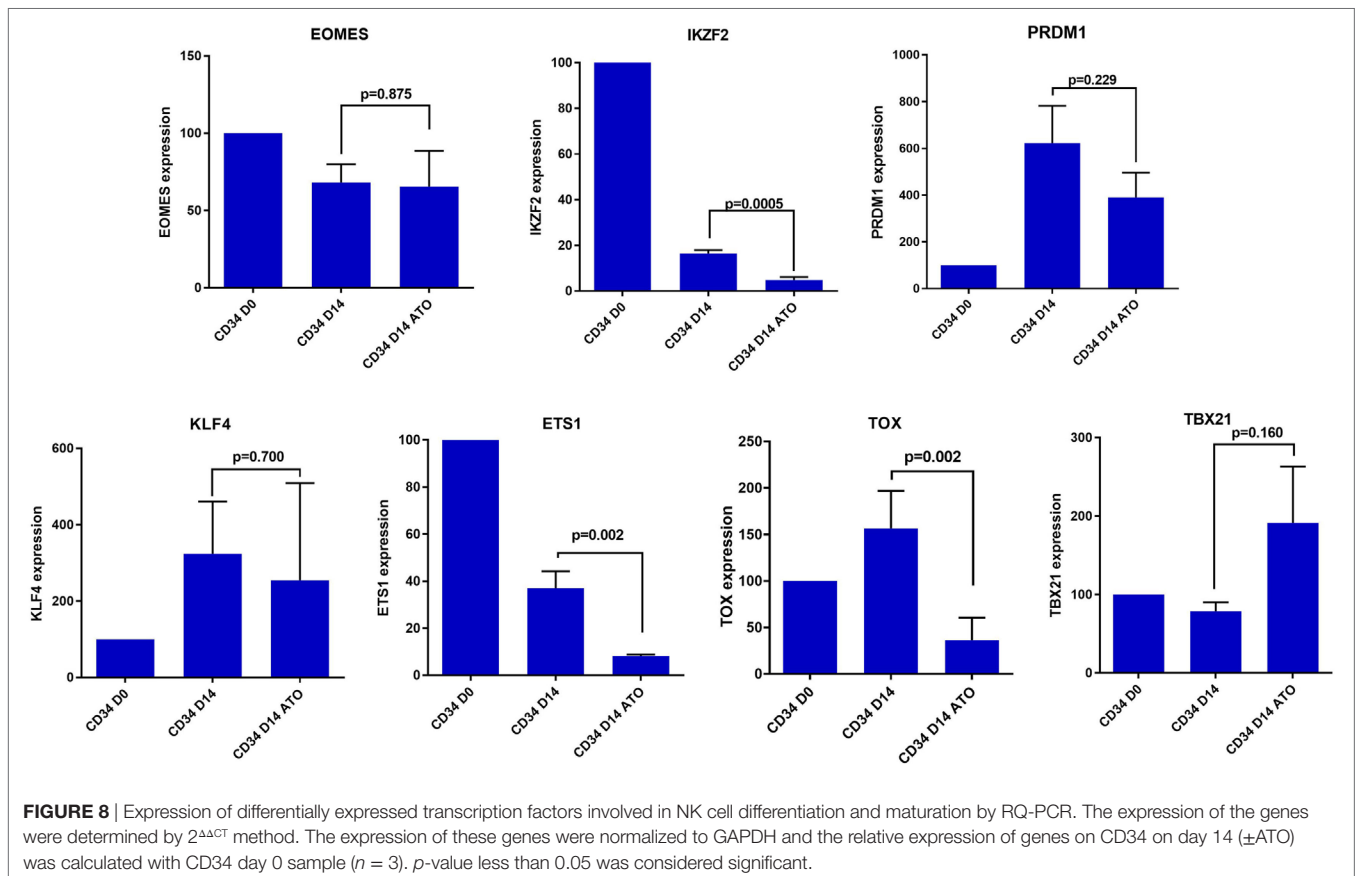 EOMES
150
100
50
0
EOMES expression
p=0.875
CD34 D0
CD34 D14
CD34 D14 ATO
IKZF2
100
80
60
40
20
0
IKZF2 expression
p=0.0005
CD34 D0
CD34 D14
CD34 D14 ATO
PRDM1
1000
800
600
400
200
0
PRDM1 expression
p=0.229
CD34 D0
CD34 D14
CD34 D14 ATO
KLF4
600
400
200
0
KLF4 expression
p=0.700
CD34 D0
CD34 D14
CD34 D14 ATO
ETS1
100
80
60
40
20
0
ETS1 expression
p=0.002
CD34 D0
CD34 D14
CD34 D14 ATO
TOX
250
200
150
100
50
0
TOX expression
p=0.002
CD34 D0
CD34 D14
CD34 D14 ATO
TBX21
300
200
100
0
TBX21 expression
p=0.160
CD34 D0
CD34 D14
CD34 D14 ATO
FIGURE 8 | Expression of differentially expressed transcription factors involved in NK cell differentiation and maturation by RQ-PCR. The expression of the genes
were determined by 2^ΔΔCT method. The expression of these genes were normalized to GAPDH and the relative expression of genes on CD34 on day 14 (±ATO)
was calculated with CD34 day 0 sample (n = 3). p-value less than 0.05 was considered significant.